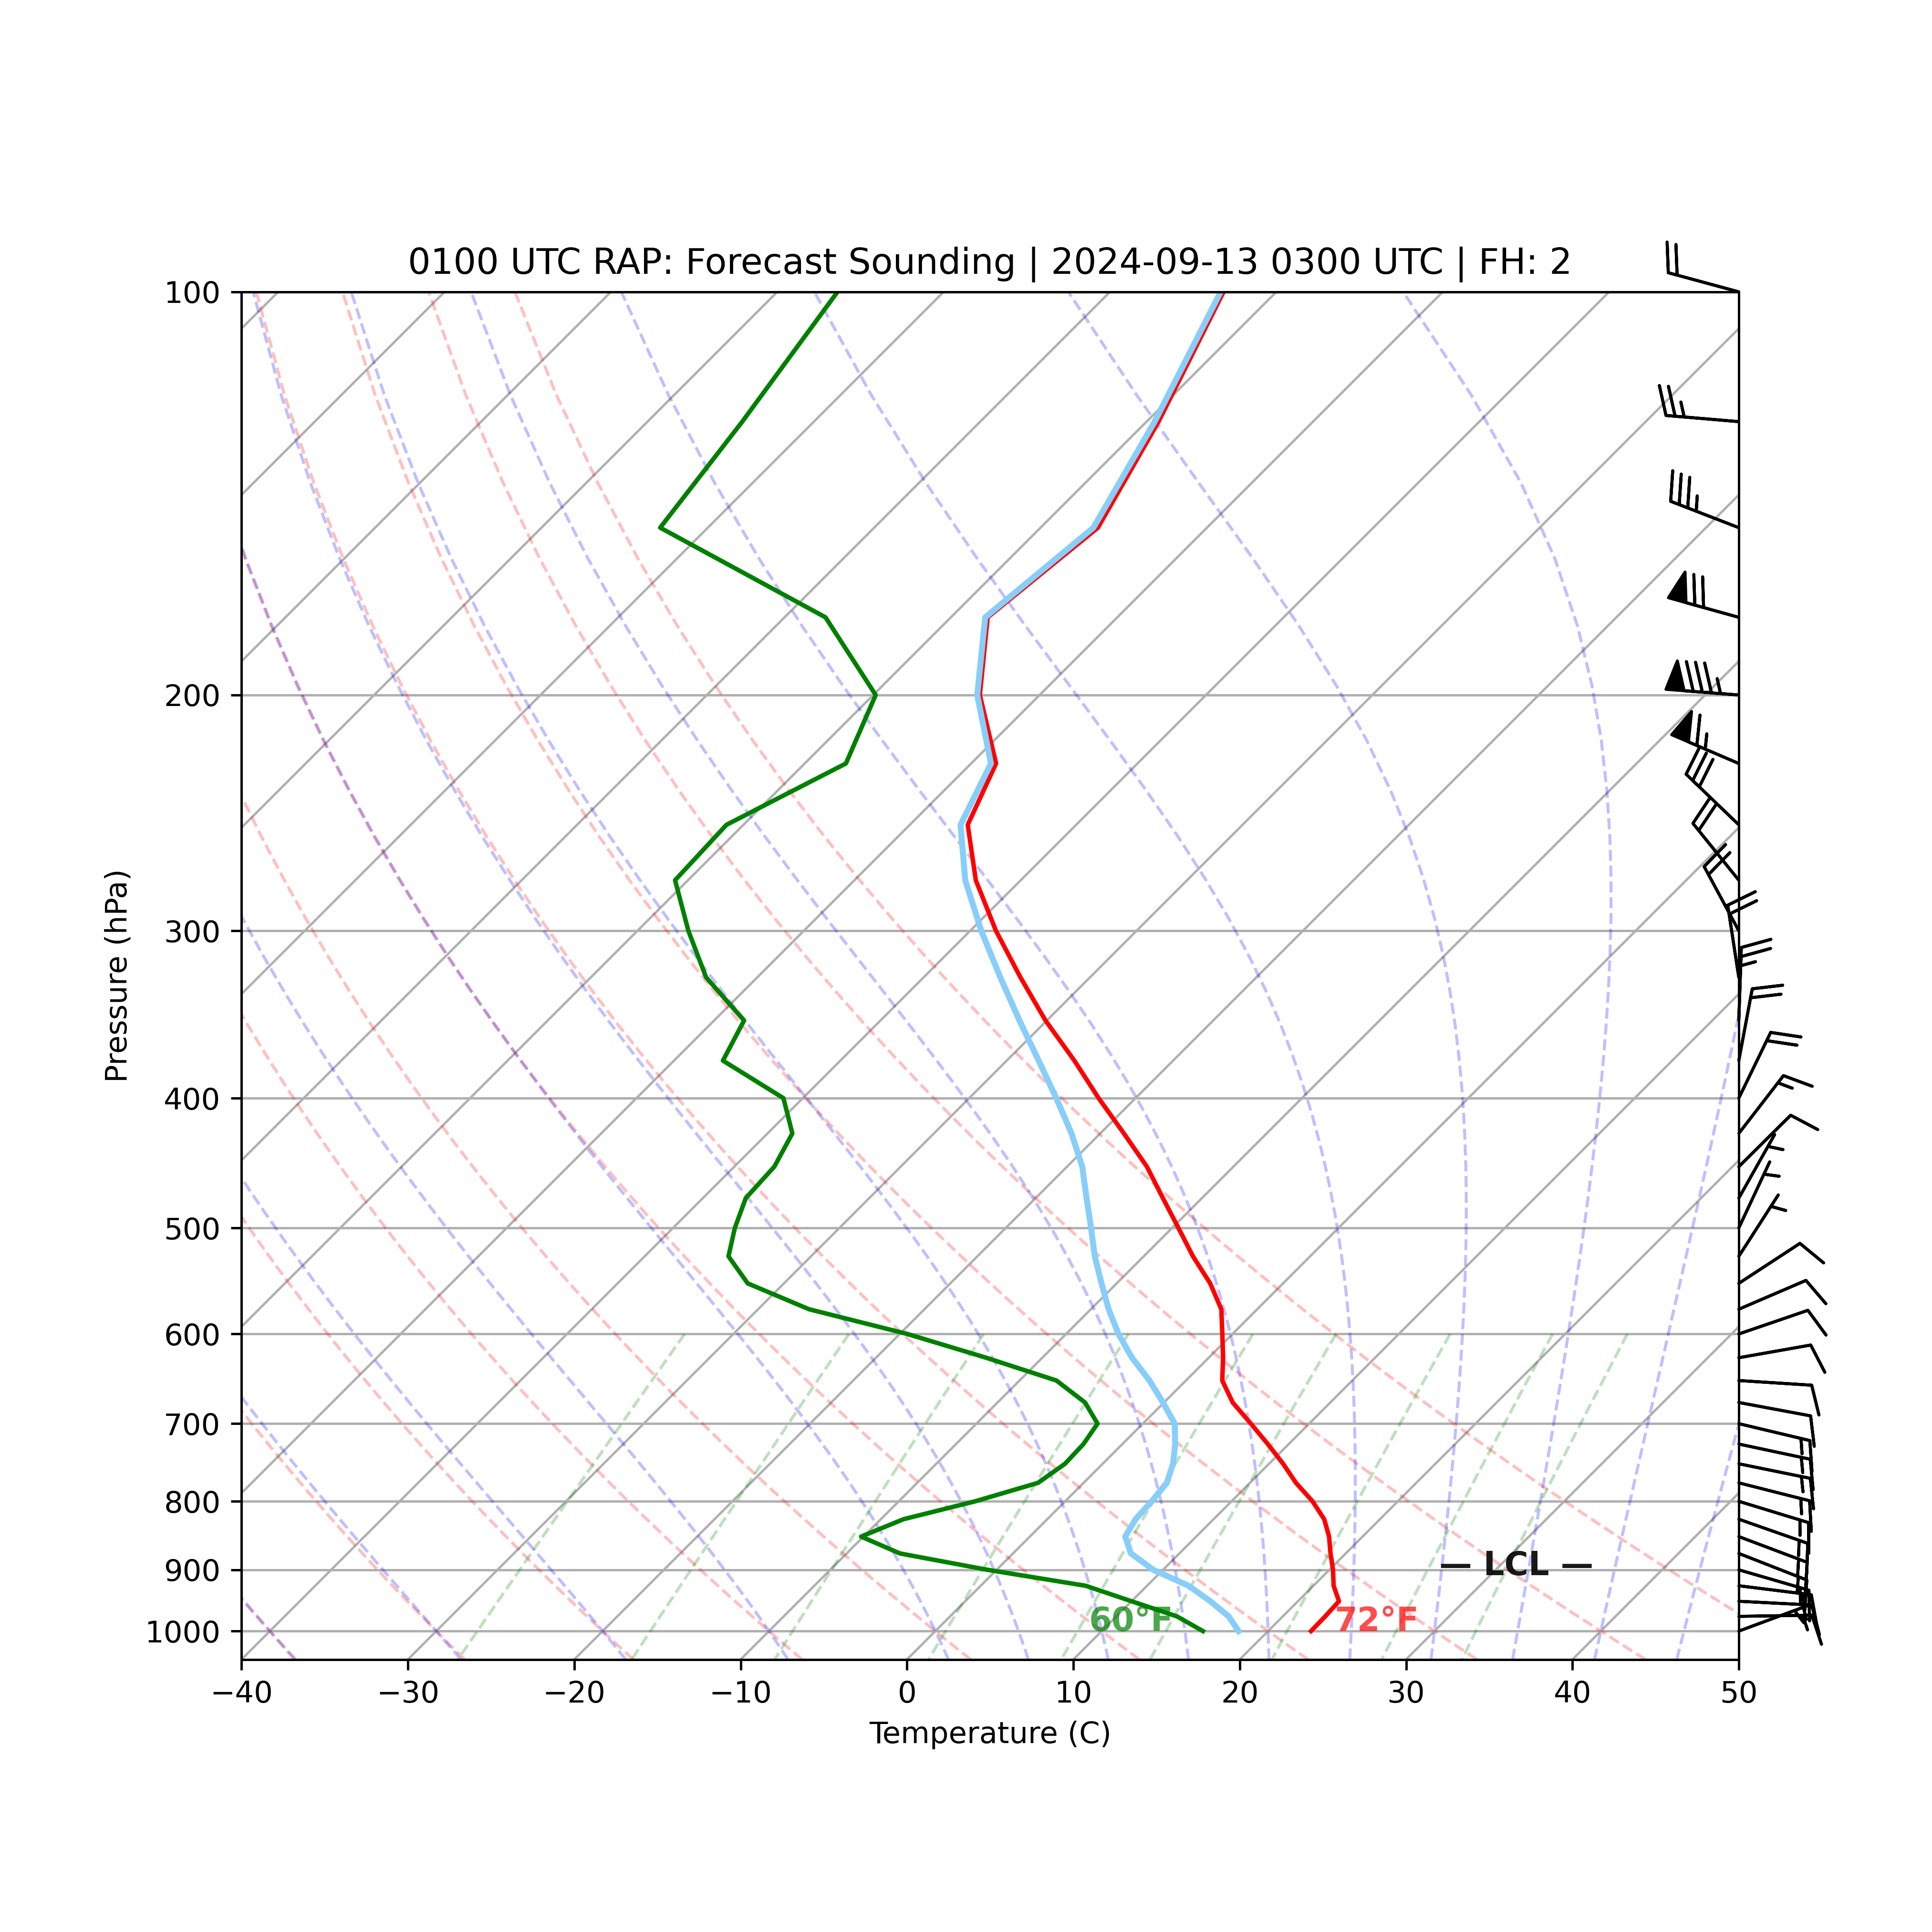 0100 UTC RAP: Forecast Sounding | 2024-09-13 0300 UTC | FH: 2
100
200
300
400
500
600
700
800
900
1000
Pressure (hPa)
— LCL —
60°F
72°F
−40 −30 −20 −10 0 10 20 30 40 50
Temperature (C)